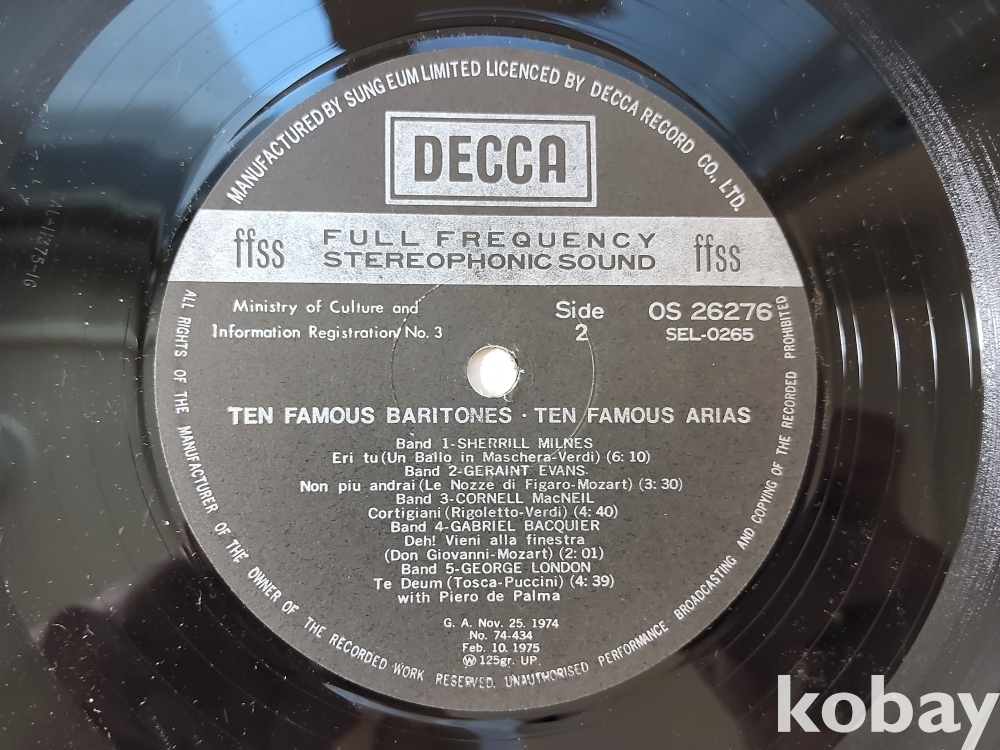 MANUFACTURED BY SUNG EUM LIMITED LICENCED BY DECCA RECORD CO., LTD.
DECCA
ffss FULL FREQUENCY STEREOPHONIC SOUND ffss
Ministry of Culture and
Information Registration No. 3
Side 2
OS 26276
SEL-0265
TEN FAMOUS BARITONES · TEN FAMOUS ARIAS
Band 1-SHERRILL MILNES
Eri tu (Un Ballo in Maschera-Verdi) (6:10)
Band 2-GERAINT EVANS
Non piu andrai (Le Nozze di Figaro-Mozart) (3:30)
Band 3-CORNELL MacNEIL
Cortigiani (Rigoletto-Verdi) (4:40)
Band 4-GABRIEL BACQUIER
Deh! Vieni alla finestra
(Don Giovanni-Mozart) (2:01)
Band 5-GEORGE LONDON
Te Deum (Tosca-Puccini) (4:39)
with Piero de Palma
G. A. Nov. 25. 1974
No. 74-434
Feb. 10. 1975
Ⓦ 125gr. UP.
ALL RIGHTS OF THE MANUFACTURER OF THE OWNER OF THE RECORDED WORK RESERVED. UNAUTHORISED PERFORMANCE BROADCASTING AND COPYING OF THE RECORDED PROHIBITED
kobay